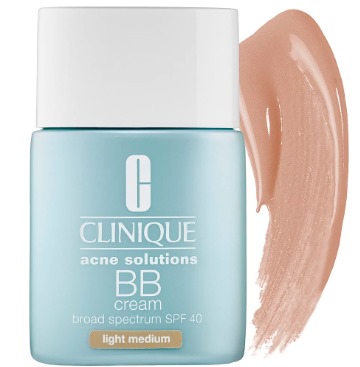 C
CLINIQUE
acne solutions
BB
cream
broad spectrum SPF 40
light medium